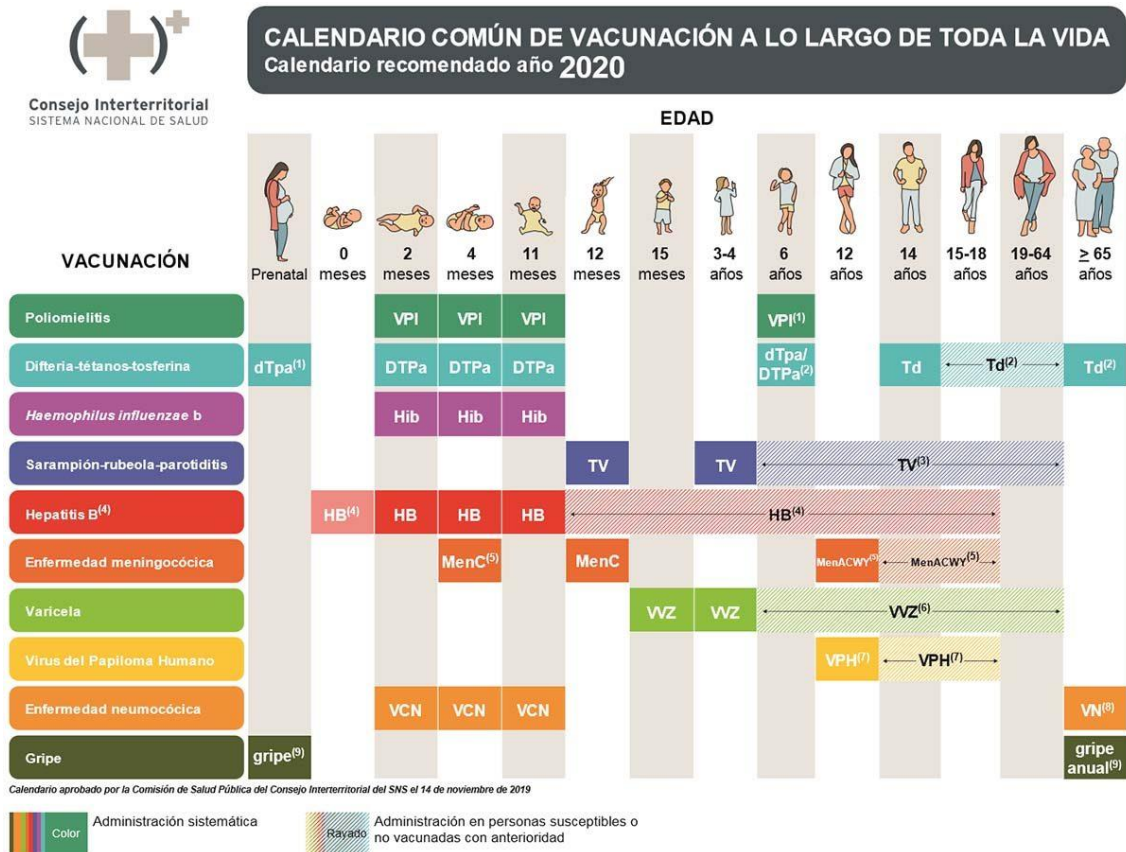 CALENDARIO COMÚN DE VACUNACIÓN A LO LARGO DE TODA LA VIDA
Calendario recomendado año 2020
Consejo Interterritorial
SISTEMA NACIONAL DE SALUD
EDAD
VACUNACIÓN
Prenatal
0 meses
2 meses
4 meses
11 meses
12 meses
15 meses
3-4 años
6 años
12 años
14 años
15-18 años
19-64 años
≥ 65 años
Poliomielitis
VPI VPI VPI VPI(1)
Difteria-tétanos-tosferina
dTpa(1) DTPa DTPa DTPa dTpa/ DTPa(2) Td Td(2) Td(2)
Haemophilus influenzae b
Hib Hib Hib
Sarampión-rubeola-parotiditis
TV TV TV(3)
Hepatitis B(4)
HB(4) HB HB HB HB(4)
Enfermedad meningocócica
MenC(5) MenC MenACWY(5) MenACWY(5)
Varicela
VVZ VVZ VVZ(6)
Virus del Papiloma Humano
VPH(7) VPH(7)
Enfermedad neumocócica
VCN VCN VCN VN(8)
Gripe
gripe(9) gripe anual(9)
Calendario aprobado por la Comisión de Salud Pública del Consejo Interterritorial del SNS el 14 de noviembre de 2019
Color
Administración sistemática
Rayado
Administración en personas susceptibles o
no vacunadas con anterioridad